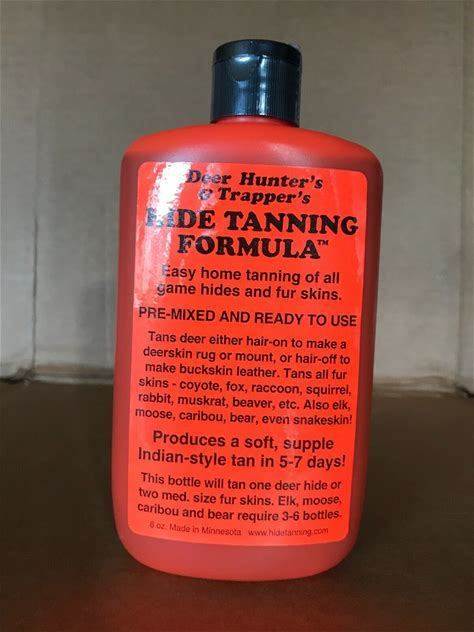 Deer Hunter's
& Trapper's
HIDE TANNING
FORMULA™
Easy home tanning of all
game hides and fur skins.
PRE-MIXED AND READY TO USE
Tans deer either hair-on to make a
deerskin rug or mount, or hair-off to
make buckskin leather. Tans all fur
skins - coyote, fox, raccoon, squirrel,
rabbit, muskrat, beaver, etc. Also elk,
moose, caribou, bear, even snakeskin!
Produces a soft, supple
Indian-style tan in 5-7 days!
This bottle will tan one deer hide or
two med. size fur skins. Elk, moose,
caribou and bear require 3-6 bottles.
8 oz. Made in Minnesota www.hidetanning.com